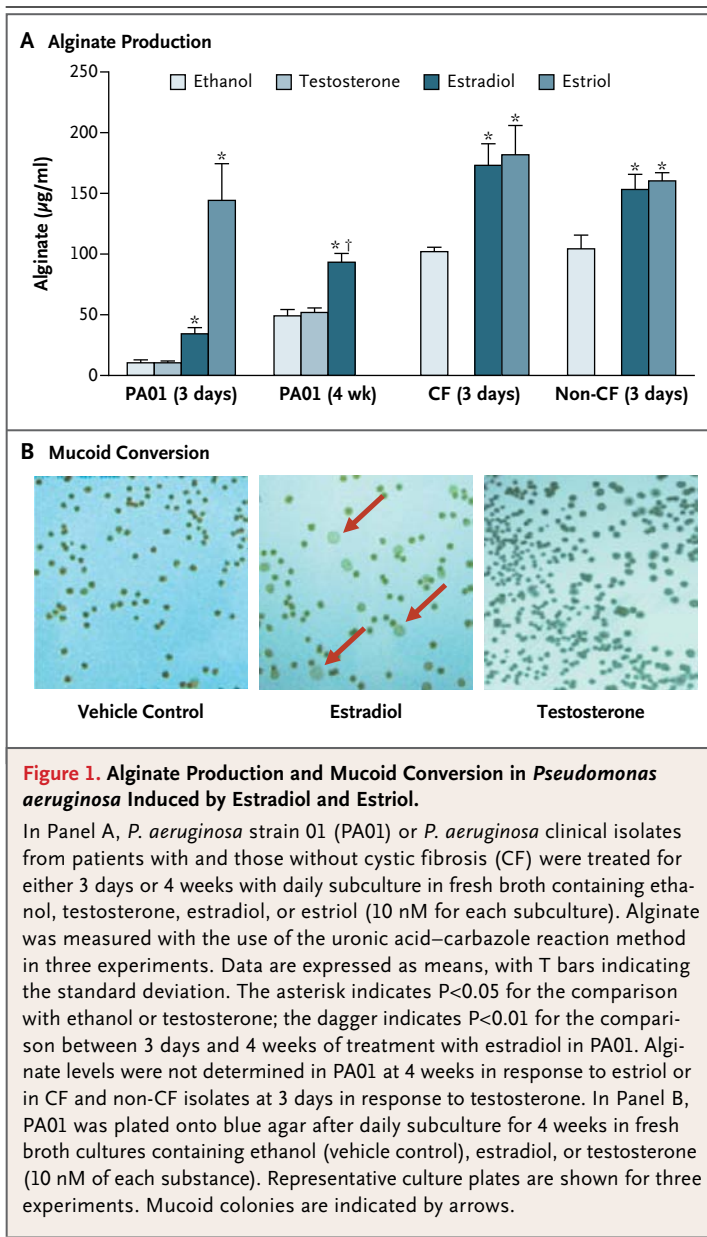 A Alginate Production
250
200
150
100
50
0
Alginate (µg/ml)
Ethanol Testosterone Estradiol Estriol
* * * † * * * *
PA01 (3 days) PA01 (4 wk) CF (3 days) Non-CF (3 days)
B Mucoid Conversion
Vehicle Control Estradiol Testosterone
Figure 1. Alginate Production and Mucoid Conversion in Pseudomonas
aeruginosa Induced by Estradiol and Estriol.
In Panel A, P. aeruginosa strain 01 (PA01) or P. aeruginosa clinical isolates
from patients with and those without cystic fibrosis (CF) were treated for
either 3 days or 4 weeks with daily subculture in fresh broth containing etha-
nol, testosterone, estradiol, or estriol (10 nM for each subculture). Alginate
was measured with the use of the uronic acid–carbazole reaction method
in three experiments. Data are expressed as means, with T bars indicating
the standard deviation. The asterisk indicates P<0.05 for the comparison
with ethanol or testosterone; the dagger indicates P<0.01 for the compari-
son between 3 days and 4 weeks of treatment with estradiol in PA01. Algi-
nate levels were not determined in PA01 at 4 weeks in response to estriol or
in CF and non-CF isolates at 3 days in response to testosterone. In Panel B,
PA01 was plated onto blue agar after daily subculture for 4 weeks in fresh
broth cultures containing ethanol (vehicle control), estradiol, or testosterone
(10 nM of each substance). Representative culture plates are shown for three
experiments. Mucoid colonies are indicated by arrows.